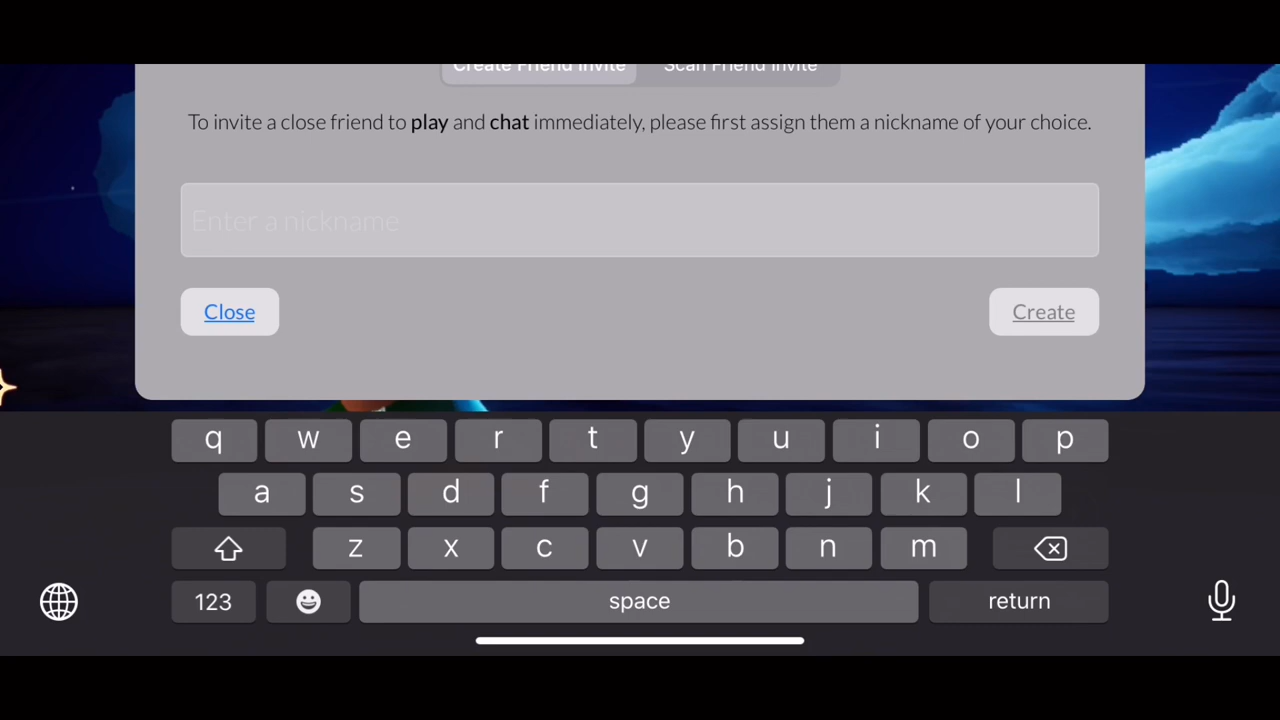 Create Friend Invite Scan Friend Invite
To invite a close friend to play and chat immediately, please first assign them a nickname of your choice.
Enter a nickname
Close Create
q w e r t y u i o p
a s d f g h j k l
z x c v b n m
123 space return